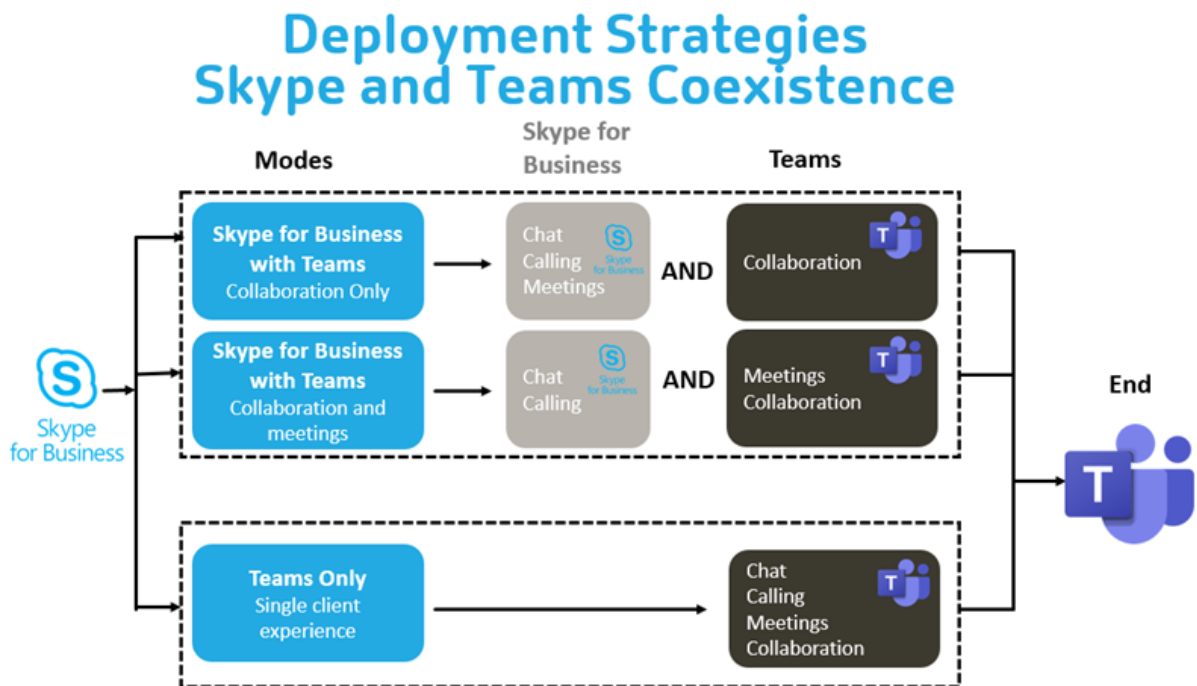 Deployment Strategies
Skype and Teams Coexistence
Modes
Skype for
Business
Teams
Skype for Business
with Teams
Collaboration Only
Chat
Calling
Meetings
S
Skype
for Business
AND
Collaboration
T
Skype for Business
with Teams
Collaboration and
meetings
Chat
Calling
S
Skype
for Business
AND
Meetings
Collaboration
T
S
Skype
for Business
End
T
Teams Only
Single client
experience
Chat
Calling
Meetings
Collaboration
T